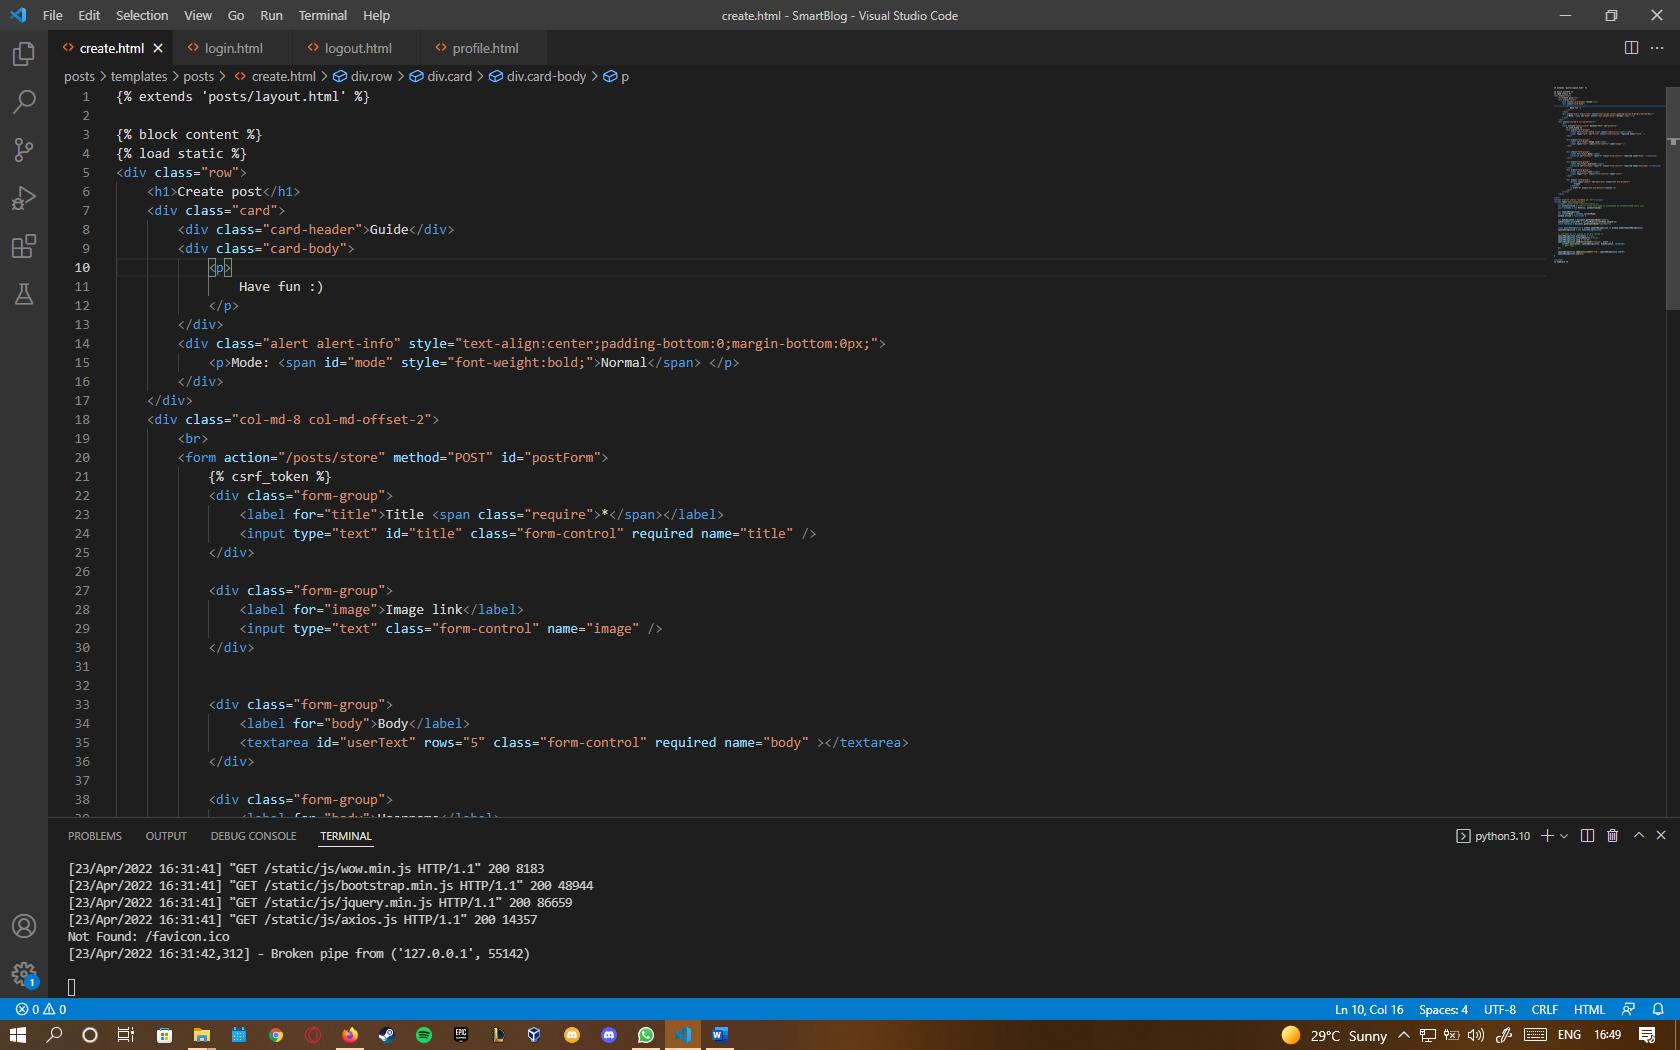 File Edit Selection View Go Run Terminal Help
create.html - SmartBlog - Visual Studio Code
create.html login.html logout.html profile.html
posts > templates > posts > create.html > div.row > div.card > div.card-body > p
1 {% extends 'posts/layout.html' %}
2
3 {% block content %}
4 {% load static %}
5 <div class="row">
6 <h1>Create post</h1>
7 <div class="card">
8 <div class="card-header">Guide</div>
9 <div class="card-body">
10 <p>
11 Have fun :)
12 </p>
13 </div>
14 <div class="alert alert-info" style="text-align:center;padding-bottom:0;margin-bottom:0px;">
15 <p>Mode: <span id="mode" style="font-weight:bold;">Normal</span> </p>
16 </div>
17 </div>
18 <div class="col-md-8 col-md-offset-2">
19 <br>
20 <form action="/posts/store" method="POST" id="postForm">
21 {% csrf_token %}
22 <div class="form-group">
23 <label for="title">Title <span class="require">*</span></label>
24 <input type="text" id="title" class="form-control" required name="title" />
25 </div>
26
27 <div class="form-group">
28 <label for="image">Image link</label>
29 <input type="text" class="form-control" name="image" />
30 </div>
31
32
33 <div class="form-group">
34 <label for="body">Body</label>
35 <textarea id="userText" rows="5" class="form-control" required name="body" ></textarea>
36 </div>
37
38 <div class="form-group">
39 <label for="body">Username</label>
PROBLEMS OUTPUT DEBUG CONSOLE TERMINAL
python3.10
[23/Apr/2022 16:31:41] "GET /static/js/wow.min.js HTTP/1.1" 200 8183
[23/Apr/2022 16:31:41] "GET /static/js/bootstrap.min.js HTTP/1.1" 200 48944
[23/Apr/2022 16:31:41] "GET /static/js/jquery.min.js HTTP/1.1" 200 86659
[23/Apr/2022 16:31:41] "GET /static/js/axios.js HTTP/1.1" 200 14357
Not Found: /favicon.ico
[23/Apr/2022 16:31:42,312] - Broken pipe from ('127.0.0.1', 55142)
1
0 0
Ln 10, Col 16 Spaces: 4 UTF-8 CRLF HTML
EPIC GAMES
29°C Sunny ENG 16:49